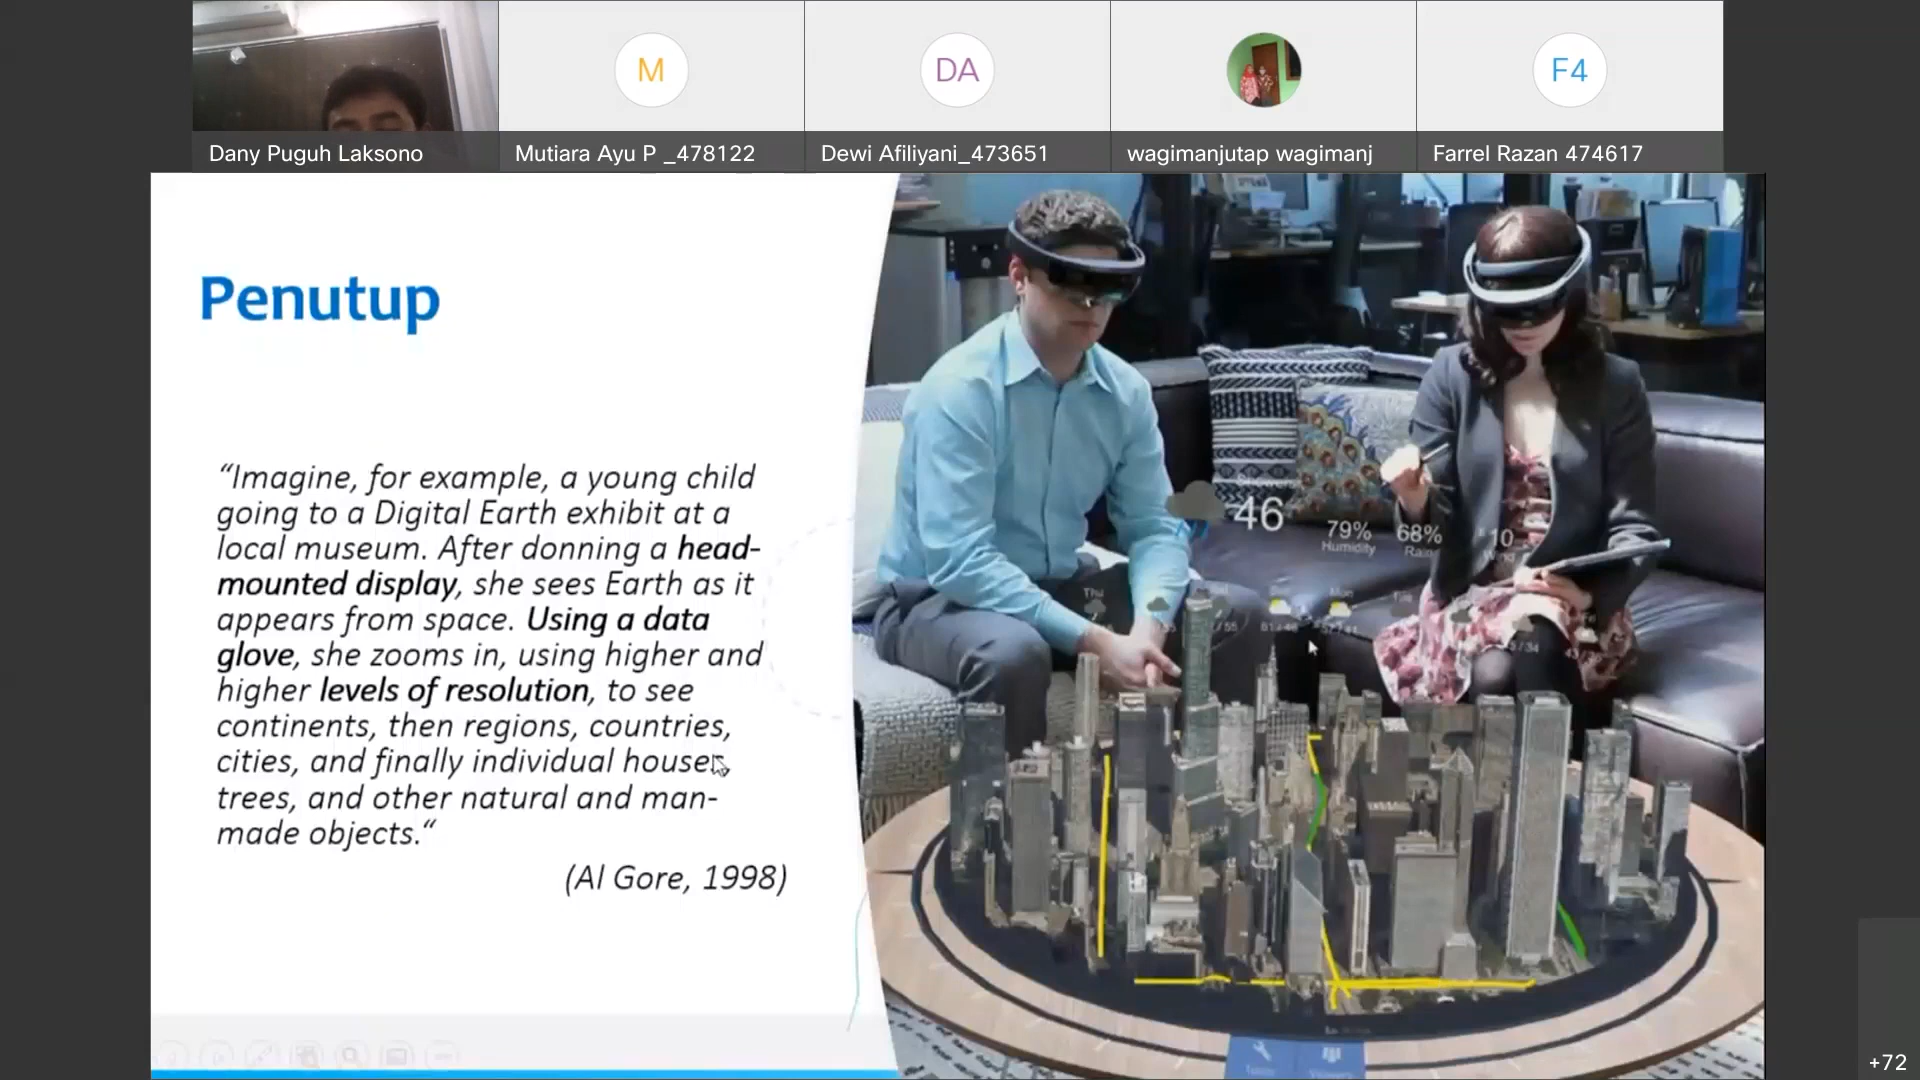 M
DA
F4
Dany Puguh Laksono
Mutiara Ayu P _478122
Dewi Afiliyani_473651
wagimanjutap wagimanj
Farrel Razan 474617
Penutup
“Imagine, for example, a young child
going to a Digital Earth exhibit at a
local museum. After donning a head-
mounted display, she sees Earth as it
appears from space. Using a data
glove, she zooms in, using higher and
higher levels of resolution, to see
continents, then regions, countries,
cities, and finally individual houses,
trees, and other natural and man-
made objects.“
(Al Gore, 1998)
46
79%
Humidity
68%
Rain
10
Thu
+72